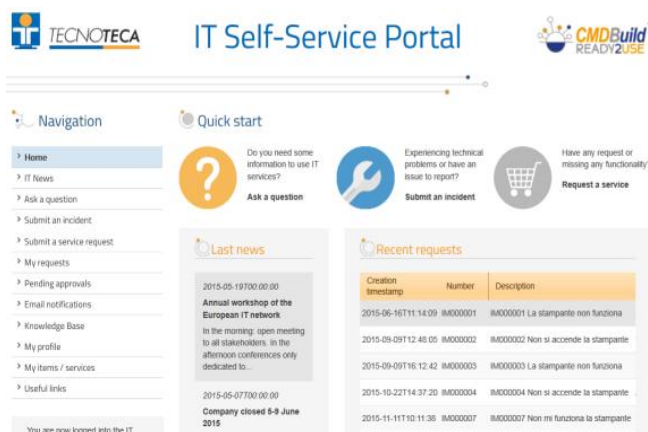 TECNOTECA
IT Self-Service Portal
CMDBuild
READY2USE
Navigation
Home
IT News
Ask a question
Submit an incident
Submit a service request
My requests
Pending approvals
Email notifications
Knowledge Base
My profile
My items / services
Useful links
You are now logged into the IT
Quick start
Do you need some
information to use IT
services?
Ask a question
Experiencing technical
problems or have an
issue to report?
Submit an incident
Have any request or
missing any functionality
Request a service
Last news
2015-05-19T00:00:00
Annual workshop of the
European IT network
In the morning: open meeting
to all stakeholders. In the
afternoon conferences only
dedicated to...
2015-05-07T00:00:00
Company closed 5-9 June
2015
Recent requests
Creation
timestamp Number Description
2015-06-16T11:14:09 IM000001 IM000001 La stampante non funziona
2015-09-09T12:48:05 IM000002 IM000002 Non si accende la stampante
2015-09-09T16:12:42 IM000003 IM000003 La stampante non funziona
2015-10-22T14:37:20 IM000004 IM000004 Non si accende la stampante
2015-11-11T10:11:38 IM000007 IM000007 Non mi funziona la stampante